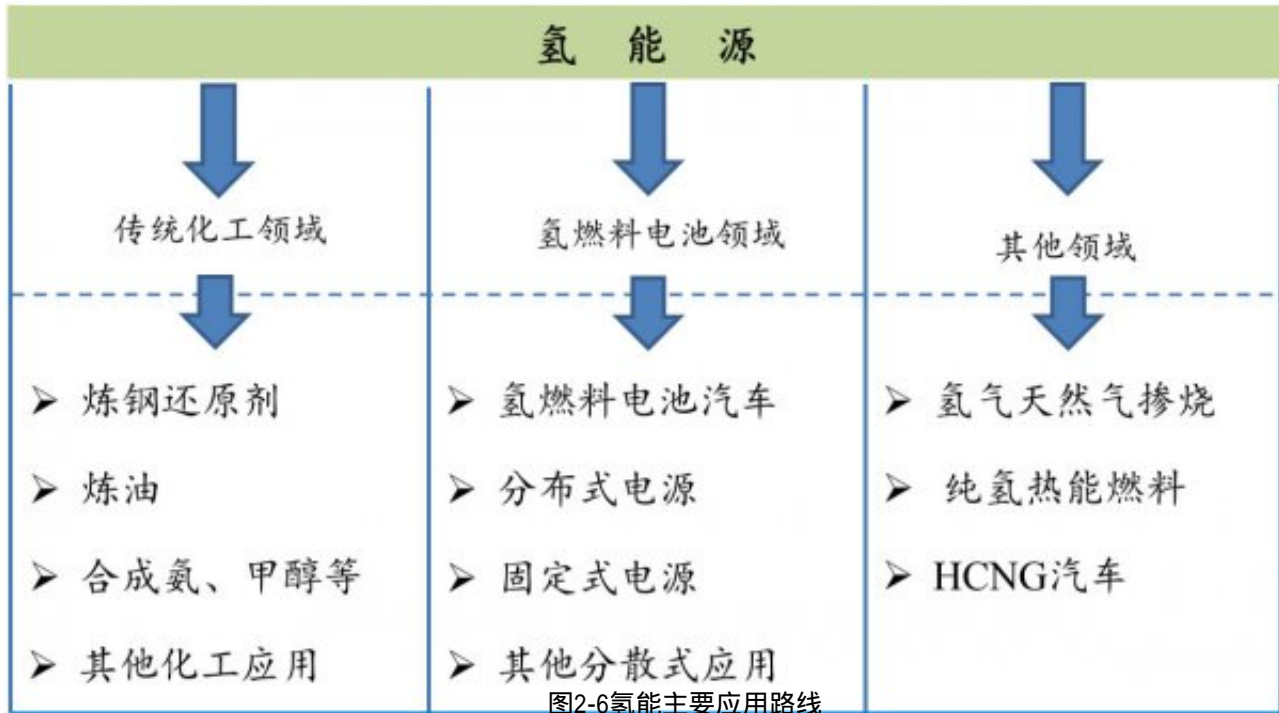 氢 能 源
传统化工领域
氢燃料电池领域
其他领域
➢ 炼钢还原剂
➢ 炼油
➢ 合成氨、甲醇等
➢ 其他化工应用
➢ 氢燃料电池汽车
➢ 分布式电源
➢ 固定式电源
➢ 其他分散式应用
➢ 氢气天然气掺烧
➢ 纯氢热能燃料
➢ HCNG汽车
图2-6氢能主要应用路线